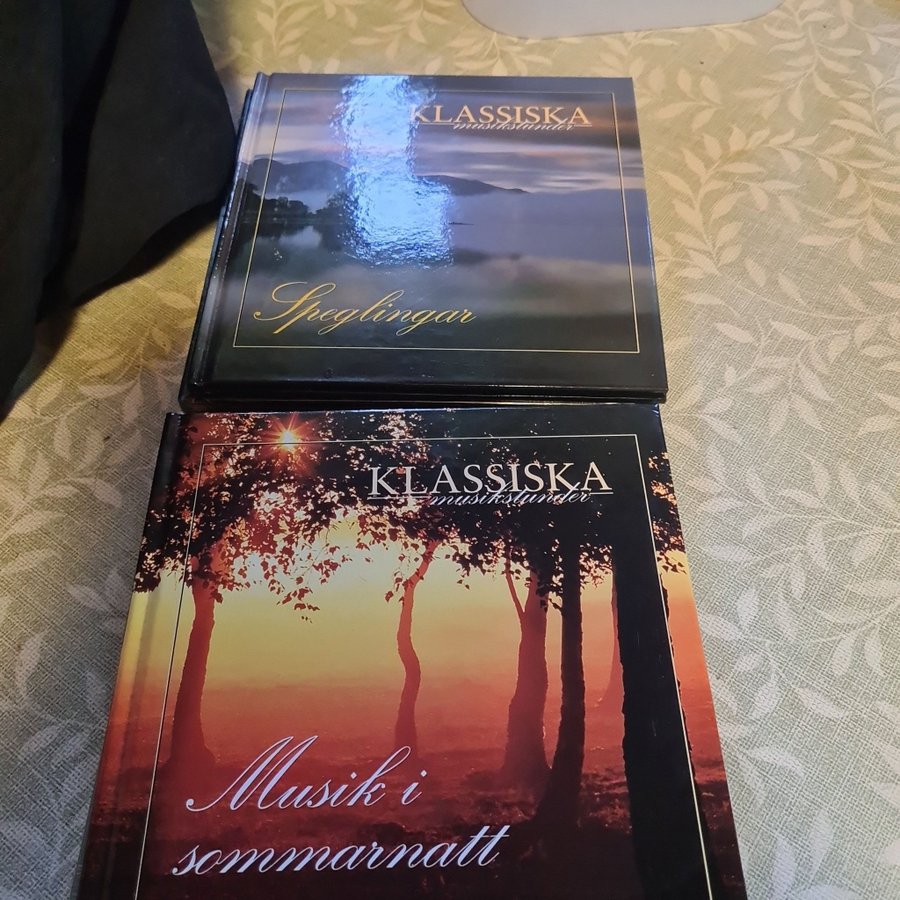 KLASSISKA
musikstunder
Speglingar
KLASSISKA
musikstunder
Musik i
sommarnatt